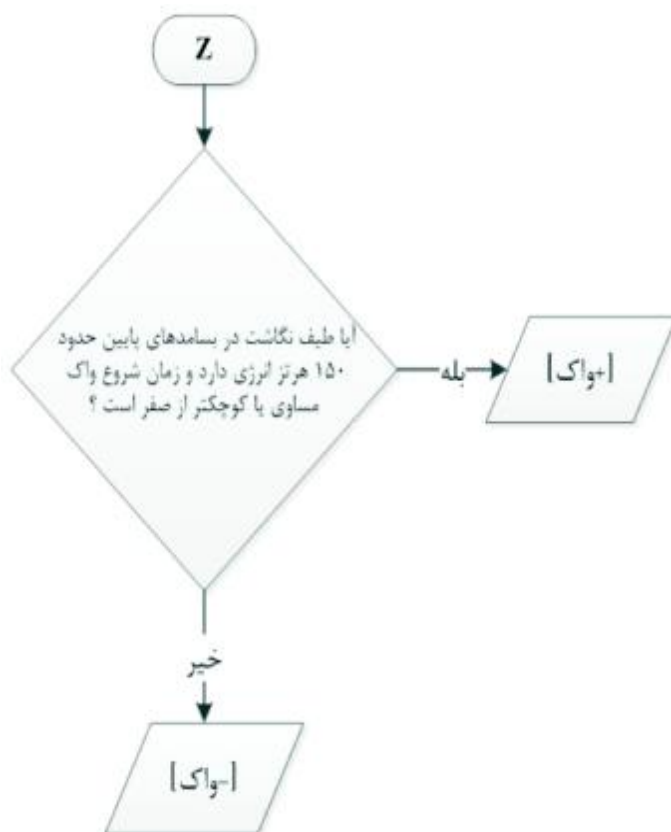 Z
آیا طیف نگاشت در بسامدهای پایین حدود
۱۵۰ هرتز انرژی دارد و زمان شروع واک
مساوی یا کوچکتر از صفر است ؟
بله
[+واک]
خیر
[-واک]